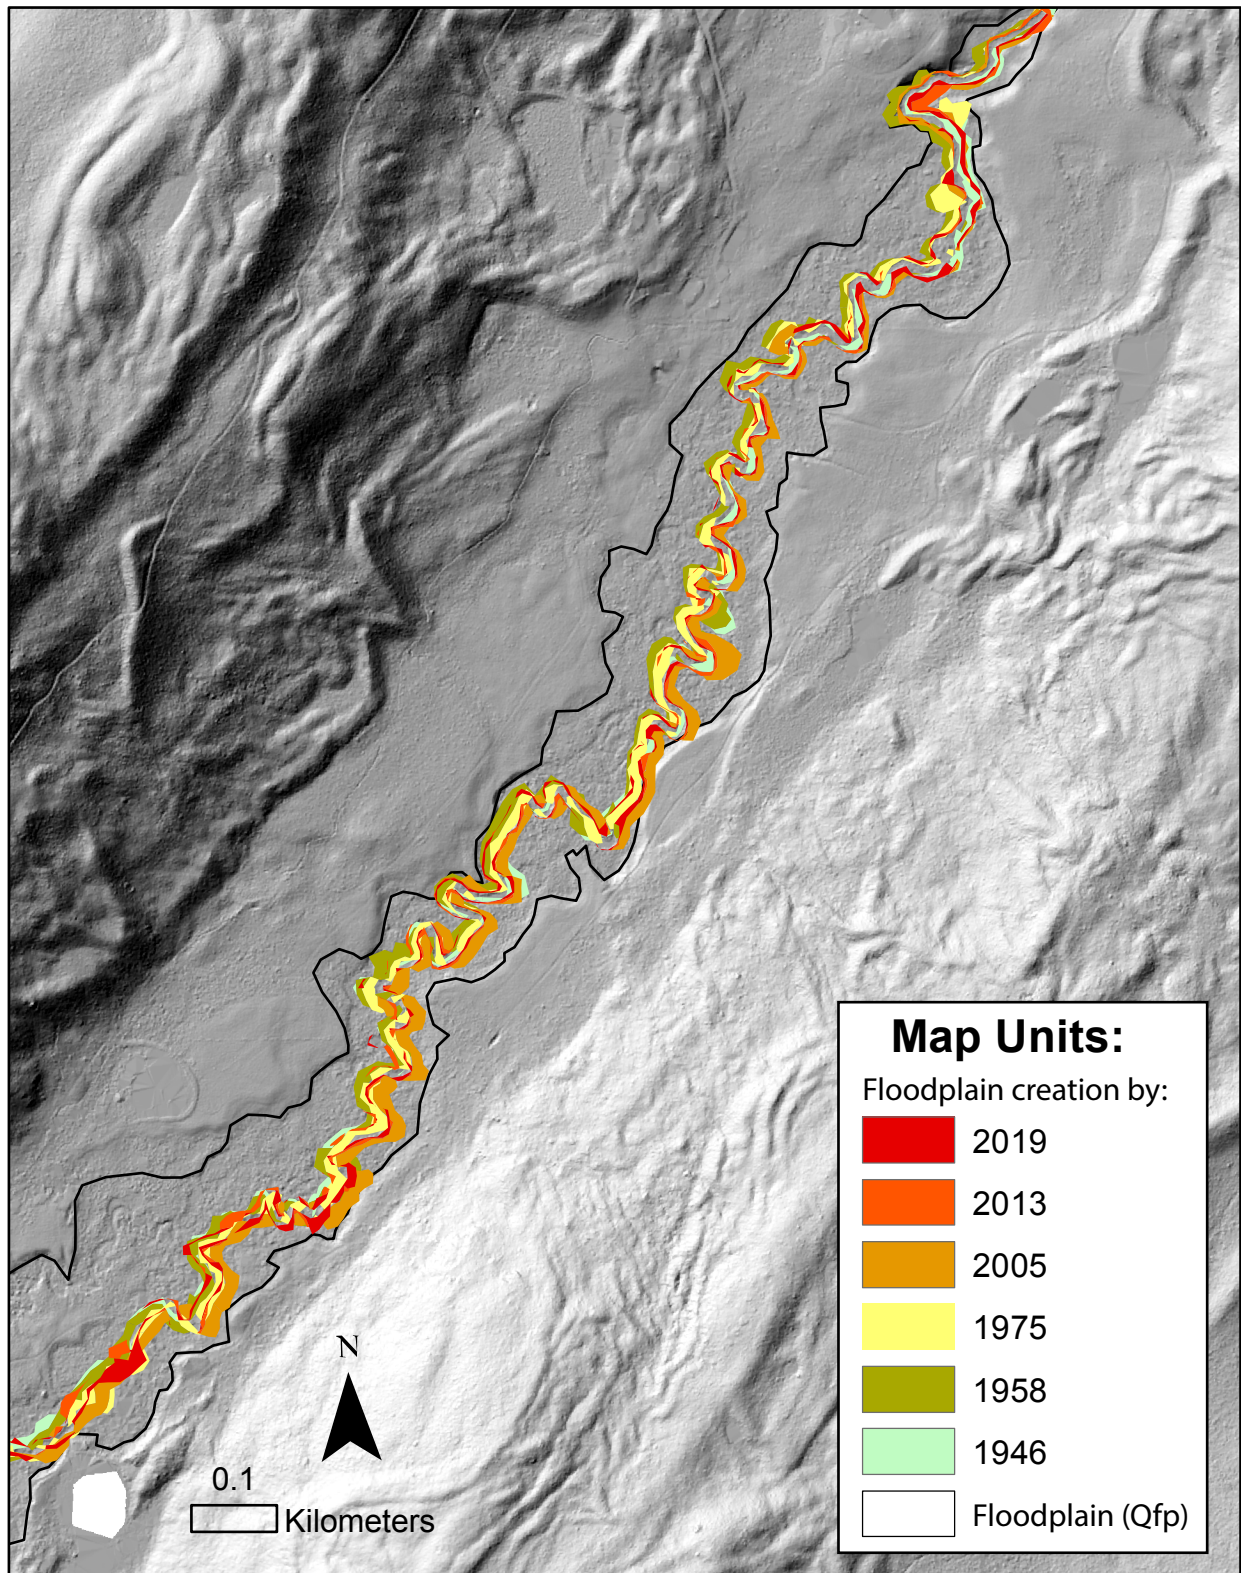 Map Units:
Floodplain creation by:
2019
2013
2005
1975
1958
1946
Floodplain (Qfp)
N
0.1
Kilometers